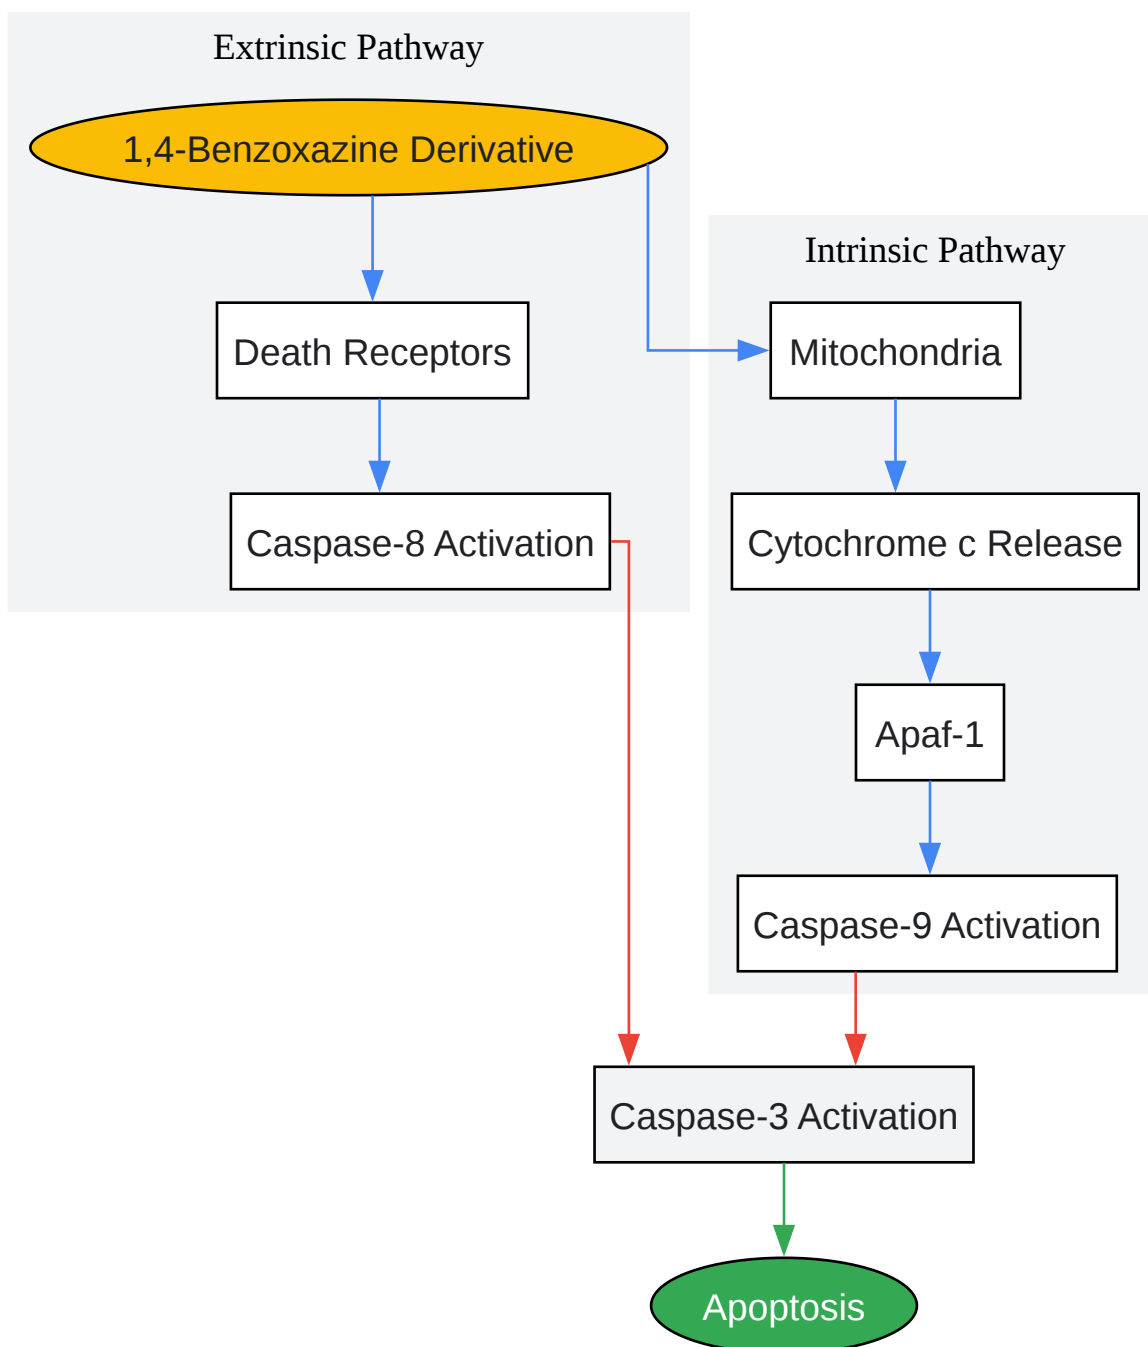 Extrinsic Pathway
1,4-Benzoxazine Derivative
Intrinsic Pathway
Death Receptors
Mitochondria
Caspase-8 Activation
Cytochrome c Release
Apaf-1
Caspase-9 Activation
Caspase-3 Activation
Apoptosis